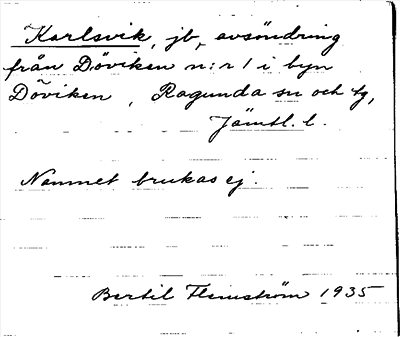 Karlsvik, jb, avsöndring
från Döviken n:r 1 i byn
Döviken, Ragunda sn och tg,
Jämtl. l.
Namnet brukas ej.
Bertil Flemström 1935